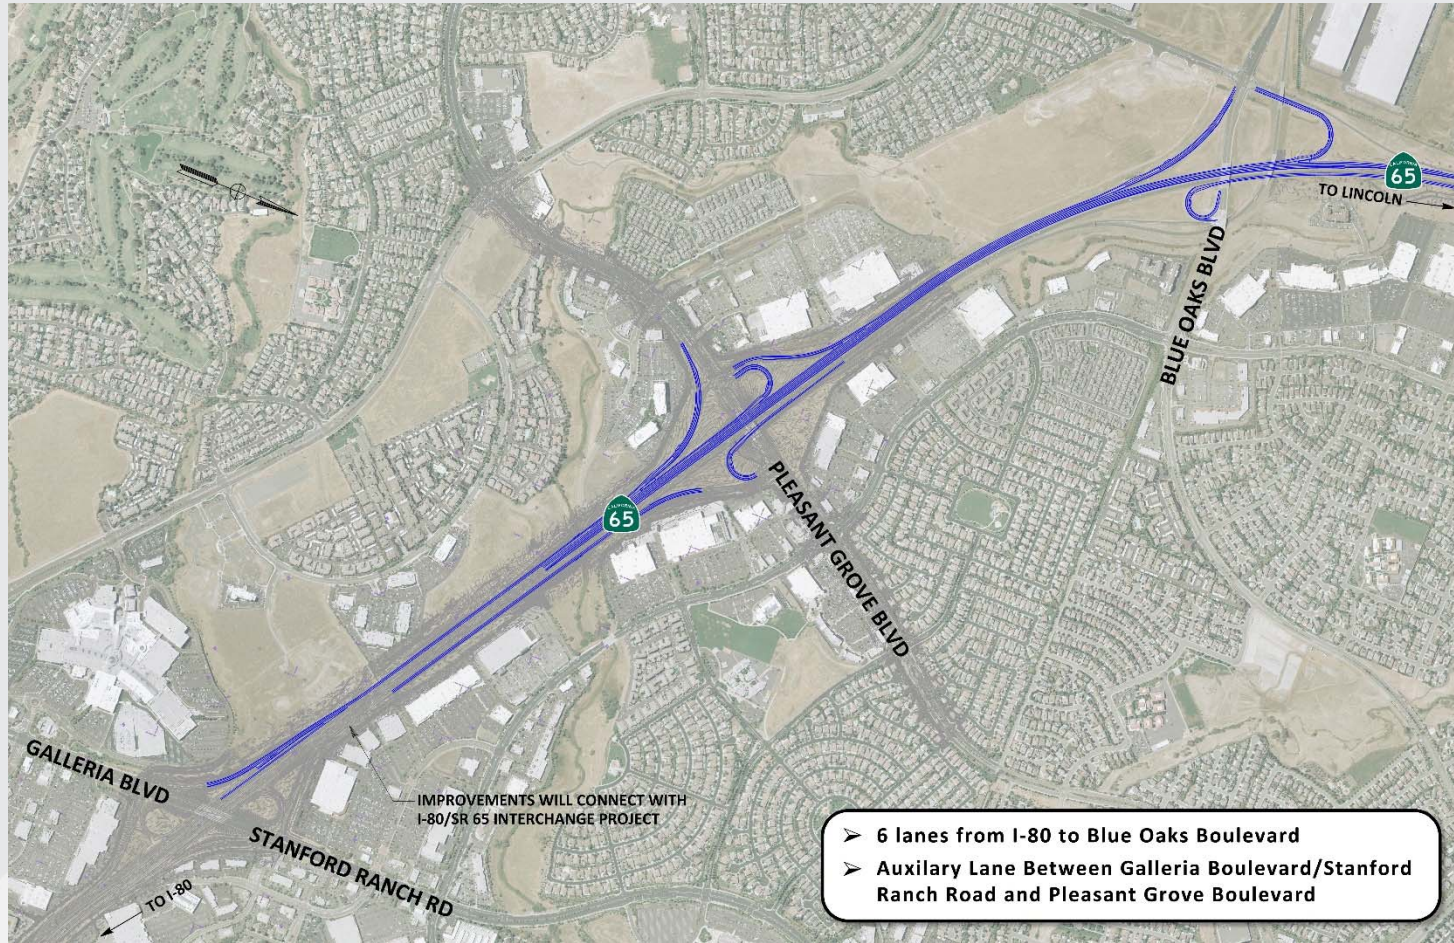 CALIFORNIA
65
TO LINCOLN
BLUE OAKS BLVD
65
PLEASANT GROVE BLVD
GALLERIA BLVD
IMPROVEMENTS WILL CONNECT WITH
I-80/SR 65 INTERCHANGE PROJECT
STANFORD RANCH RD
TO I-80
➢ 6 lanes from I-80 to Blue Oaks Boulevard
➢ Auxilary Lane Between Galleria Boulevard/Stanford
Ranch Road and Pleasant Grove Boulevard